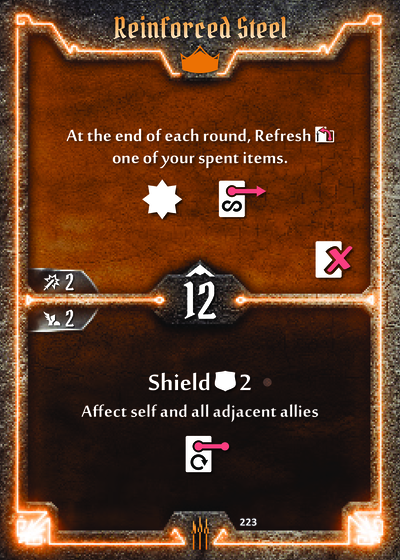 Reinforced Steel
At the end of each round, Refresh
one of your spent items.
2
12
2
Shield 2
Affect self and all adjacent allies
223